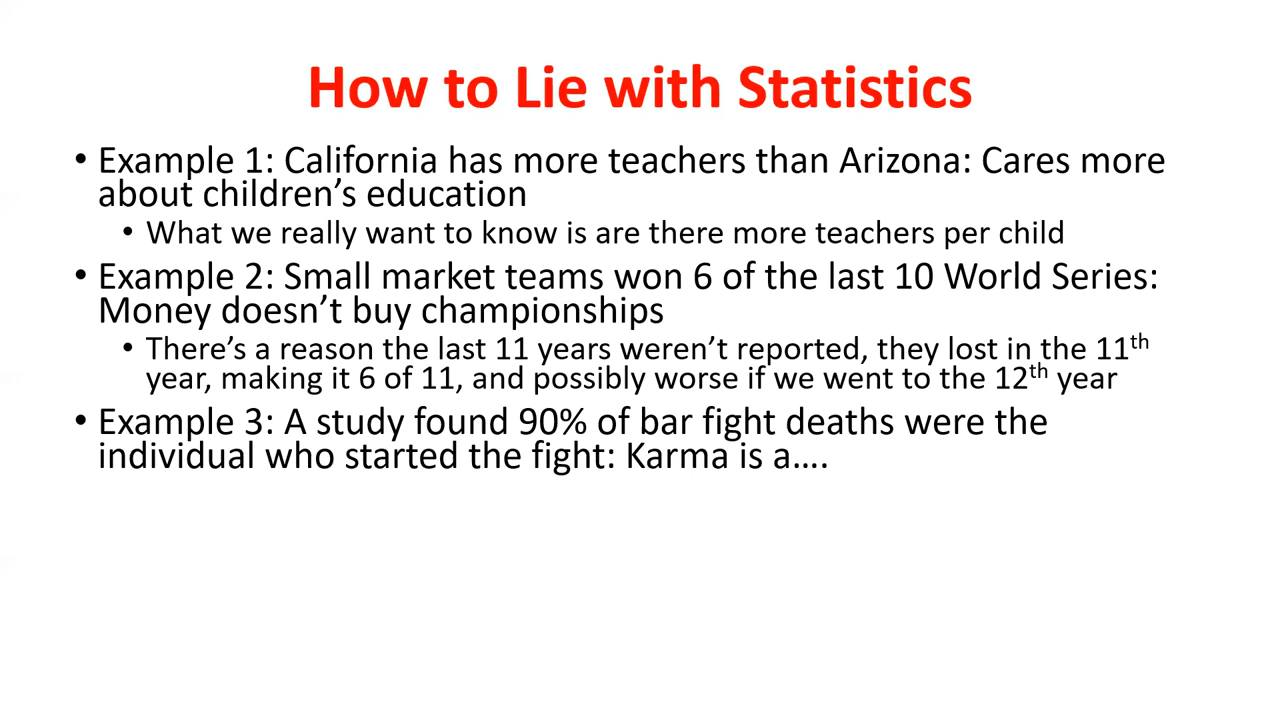 How to Lie with Statistics
• Example 1: California has more teachers than Arizona: Cares more
about children’s education
• What we really want to know is are there more teachers per child
• Example 2: Small market teams won 6 of the last 10 World Series:
Money doesn’t buy championships
• There’s a reason the last 11 years weren’t reported, they lost in the 11th
year, making it 6 of 11, and possibly worse if we went to the 12th year
• Example 3: A study found 90% of bar fight deaths were the
individual who started the fight: Karma is a….